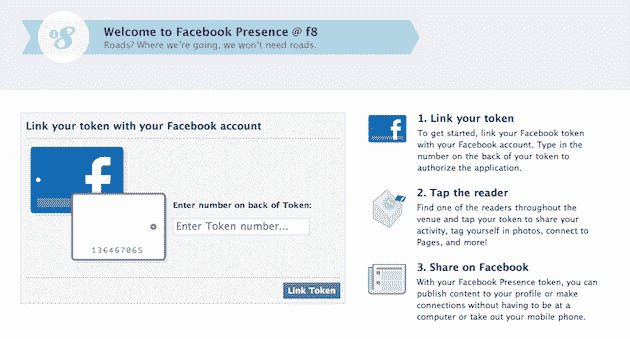 f8
Welcome to Facebook Presence @ f8
Roads? Where we're going, we won't need roads.
Link your token with your Facebook account
f
136467065
Enter number on back of Token:
Enter Token number...
Link Token
f
1. Link your token
To get started, link your Facebook token
with your Facebook account. Type in the
number on the back of your token to
authorize the application.
2. Tap the reader
Find one of the readers throughout the
venue and tap your token to share your
activity, tag yourself in photos, connect to
Pages, and more!
3. Share on Facebook
With your Facebook Presence token, you can
publish content to your profile or make
connections without having to be at a
computer or take out your mobile phone.